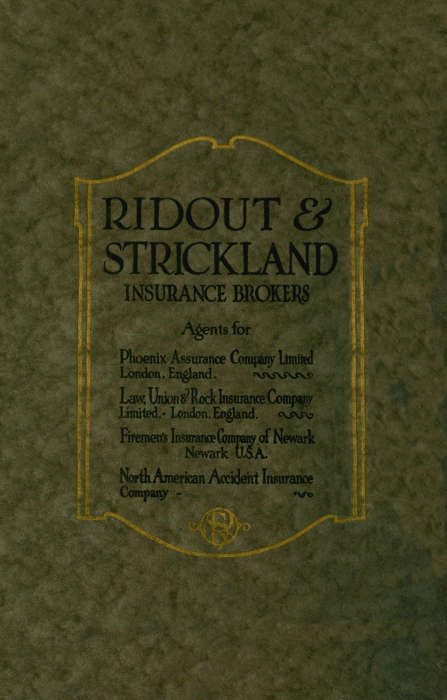 RIDOUT &
STRICKLAND
INSURANCE BROKERS
Agents for
Phoenix Assurance Company Limited
London, England.
Law, Union & Rock Insurance Company
Limited, - London, England.
Firemen's Insurance Company of Newark
Newark U.S.A.
North American Accident Insurance
Company -